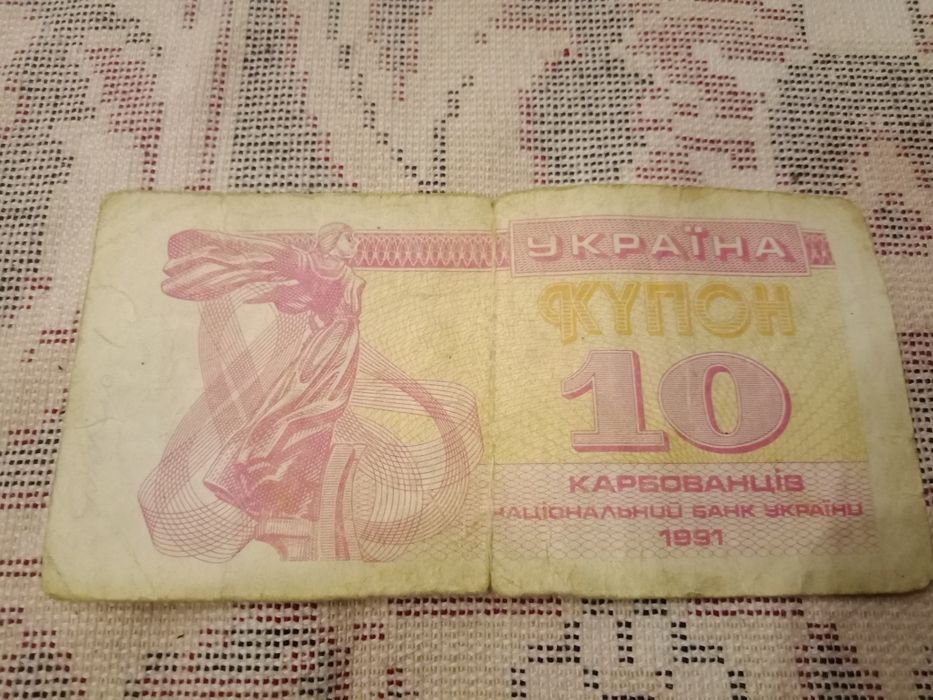 УКРАЇНА
КУПОН
10
КАРБОВАНЦІВ
НАЦІОНАЛЬНИЙ БАНК УКРАЇНИ
1991